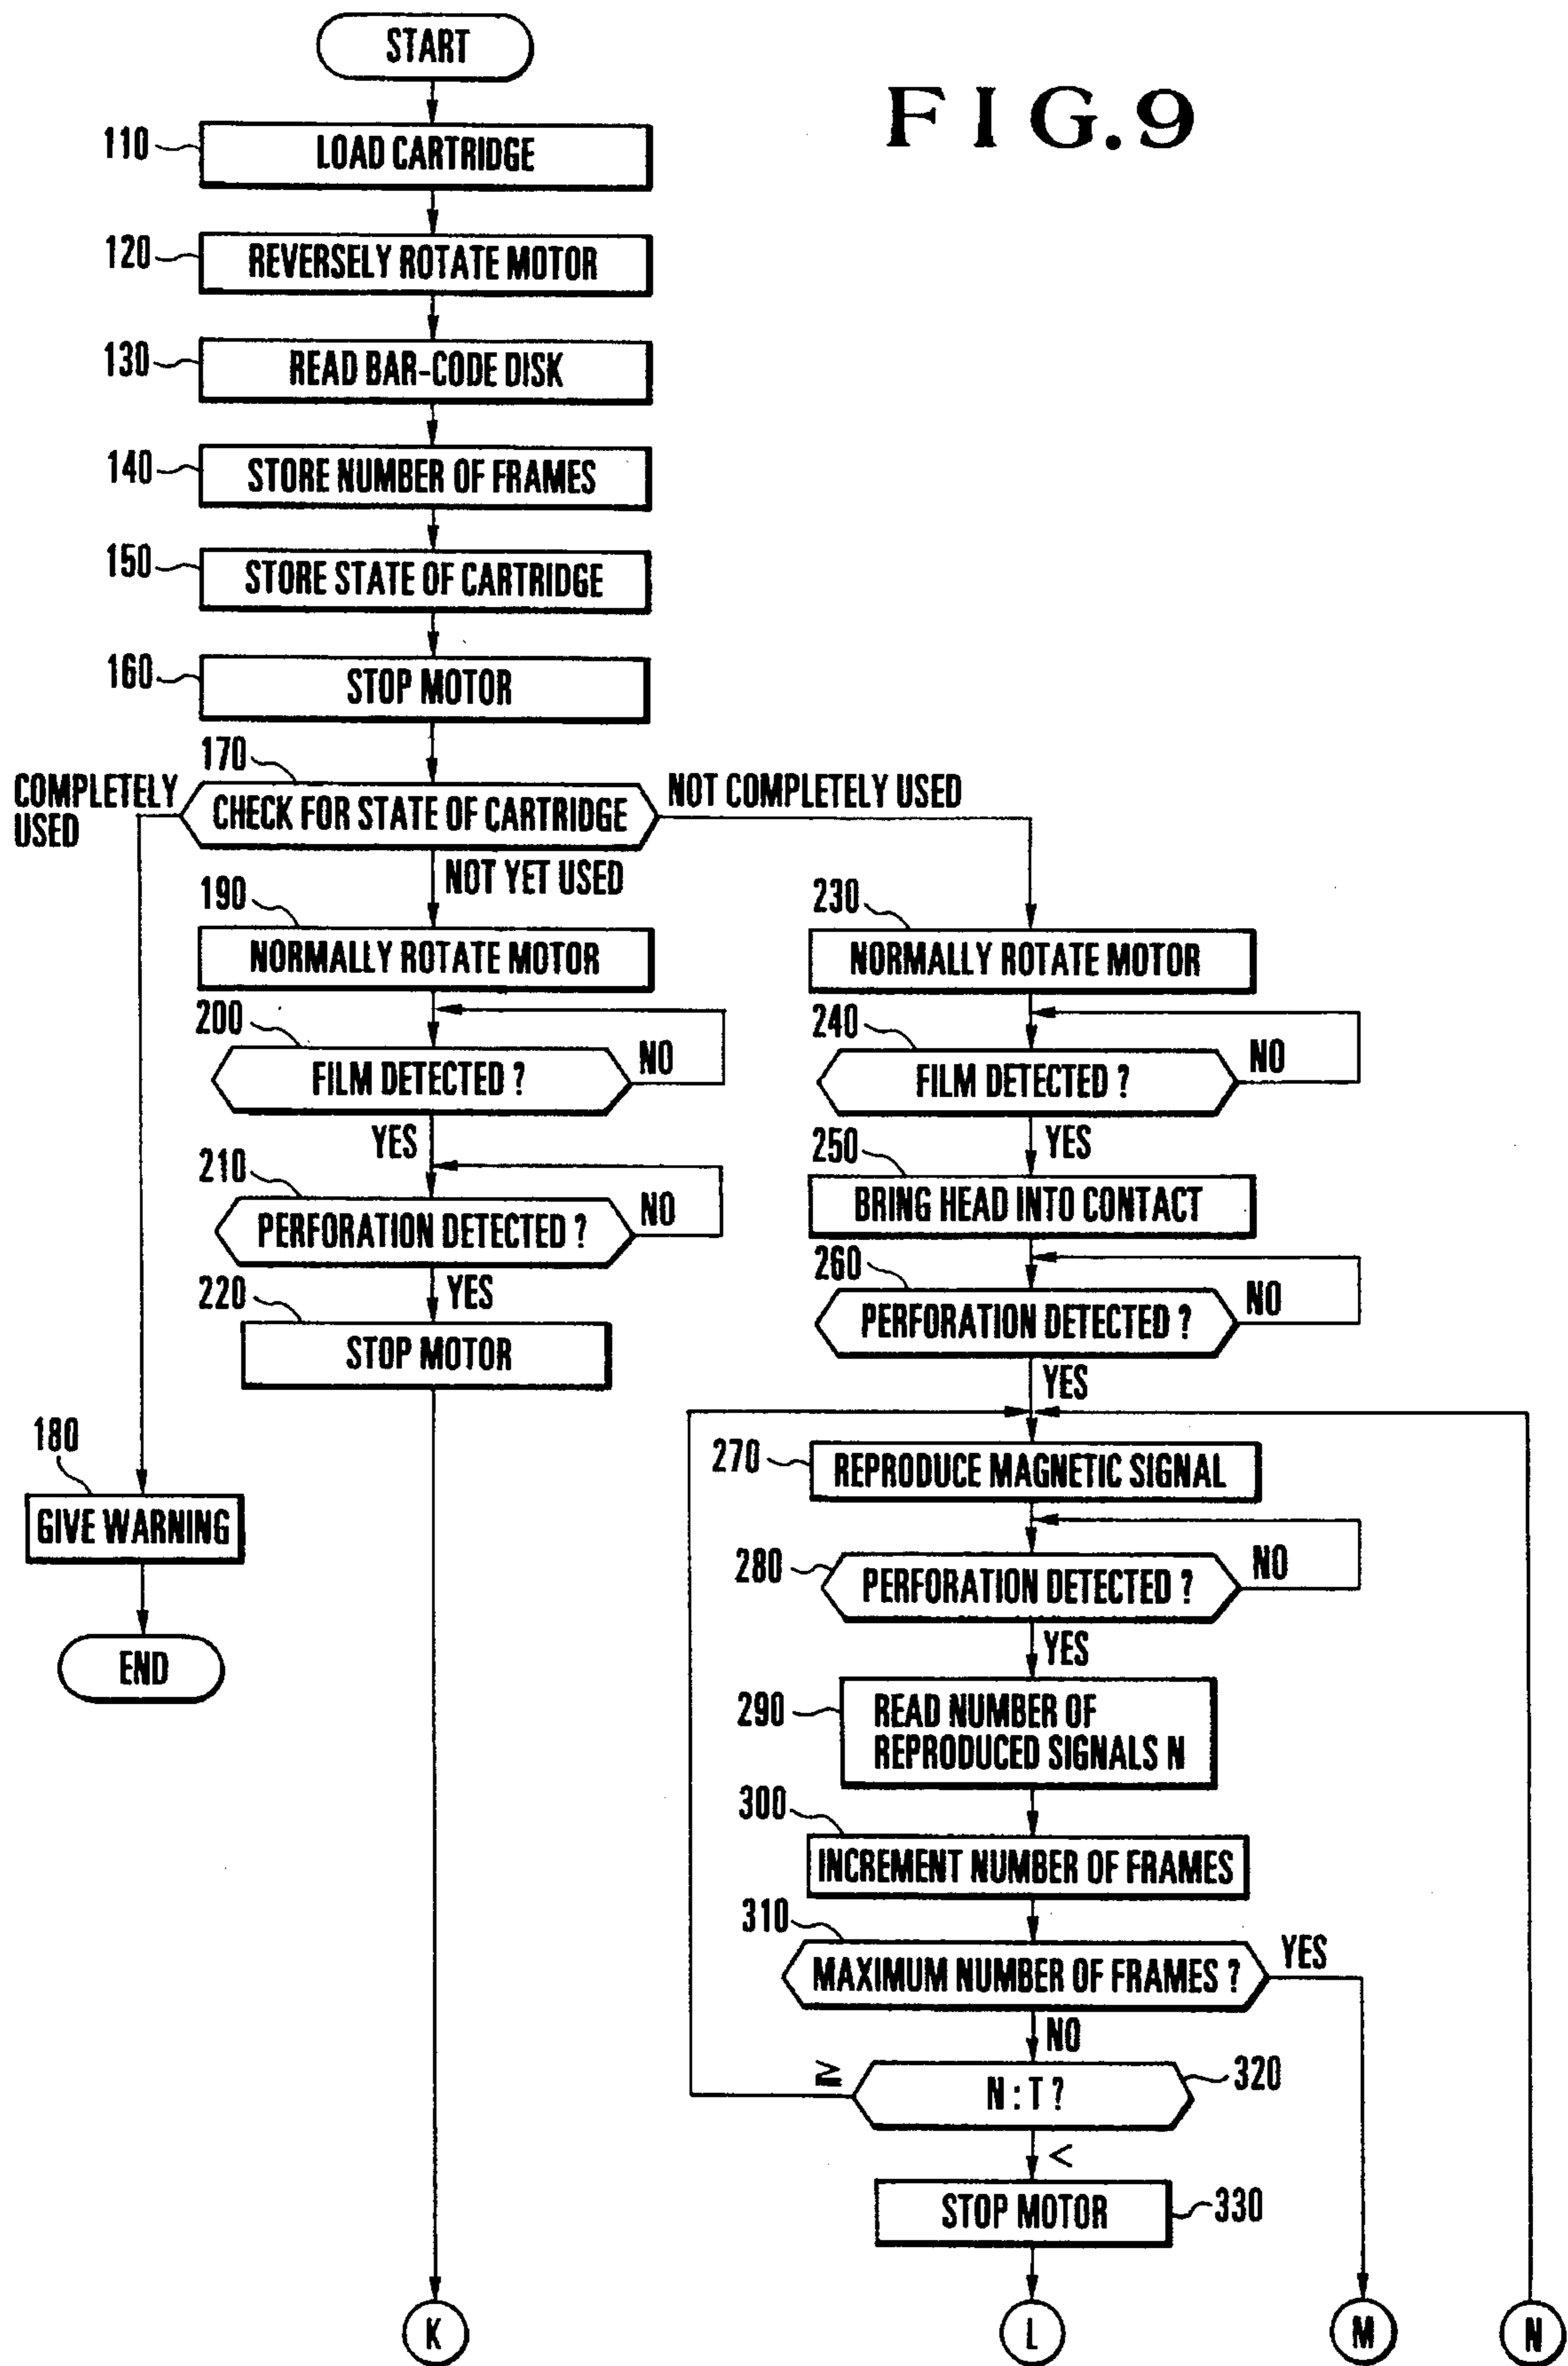 START
FIG.9
110
LOAD CARTRIDGE
120
REVERSELY ROTATE MOTOR
130
READ BAR-CODE DISK
140
STORE NUMBER OF FRAMES
150
STORE STATE OF CARTRIDGE
160
STOP MOTOR
170
COMPLETELY
USED
CHECK FOR STATE OF CARTRIDGE
NOT COMPLETELY USED
NOT YET USED
190
NORMALLY ROTATE MOTOR
200
FILM DETECTED ?
NO
YES
210
PERFORATION DETECTED ?
NO
YES
220
STOP MOTOR
180
GIVE WARNING
END
230
NORMALLY ROTATE MOTOR
240
FILM DETECTED ?
NO
YES
250
BRING HEAD INTO CONTACT
260
PERFORATION DETECTED ?
NO
YES
270
REPRODUCE MAGNETIC SIGNAL
280
PERFORATION DETECTED ?
NO
YES
290
READ NUMBER OF
REPRODUCED SIGNALS N
300
INCREMENT NUMBER OF FRAMES
310
MAXIMUM NUMBER OF FRAMES ?
YES
NO
≧
N : T ?
320
<
STOP MOTOR
330
K
L
M
N